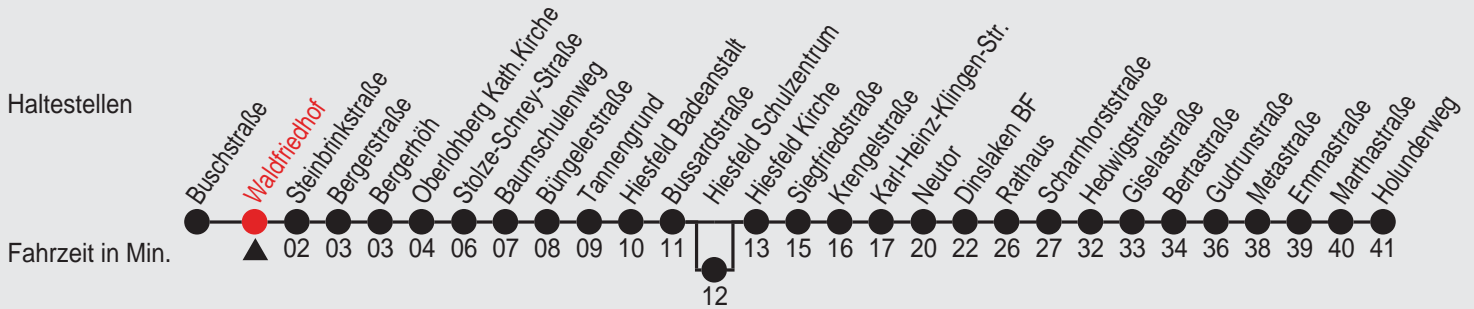 Haltestellen
Buschstraße
Waldfriedhof
Steinbrinkstraße
Bergerstraße
Bergerhöh
Oberlohberg Kath.Kirche
Stolze-Schrey-Straße
Baumschulenweg
Büngelerstraße
Tannengrund
Hiesfeld Badeanstalt
Bussardstraße
Hiesfeld Schulzentrum
Hiesfeld Kirche
Siegfriedstraße
Krengelstraße
Karl-Heinz-Klingen-Str.
Neutor
Dinslaken BF
Rathaus
Scharnhorststraße
Hedwigstraße
Giselastraße
Bertastraße
Gudrunstraße
Metastraße
Emmastraße
Marthastraße
Holunderweg
Fahrzeit in Min. 02 03 03 04 06 07 08 09 10 11 13 15 16 17 20 22 26 27 32 33 34 36 38 39 40 41
12